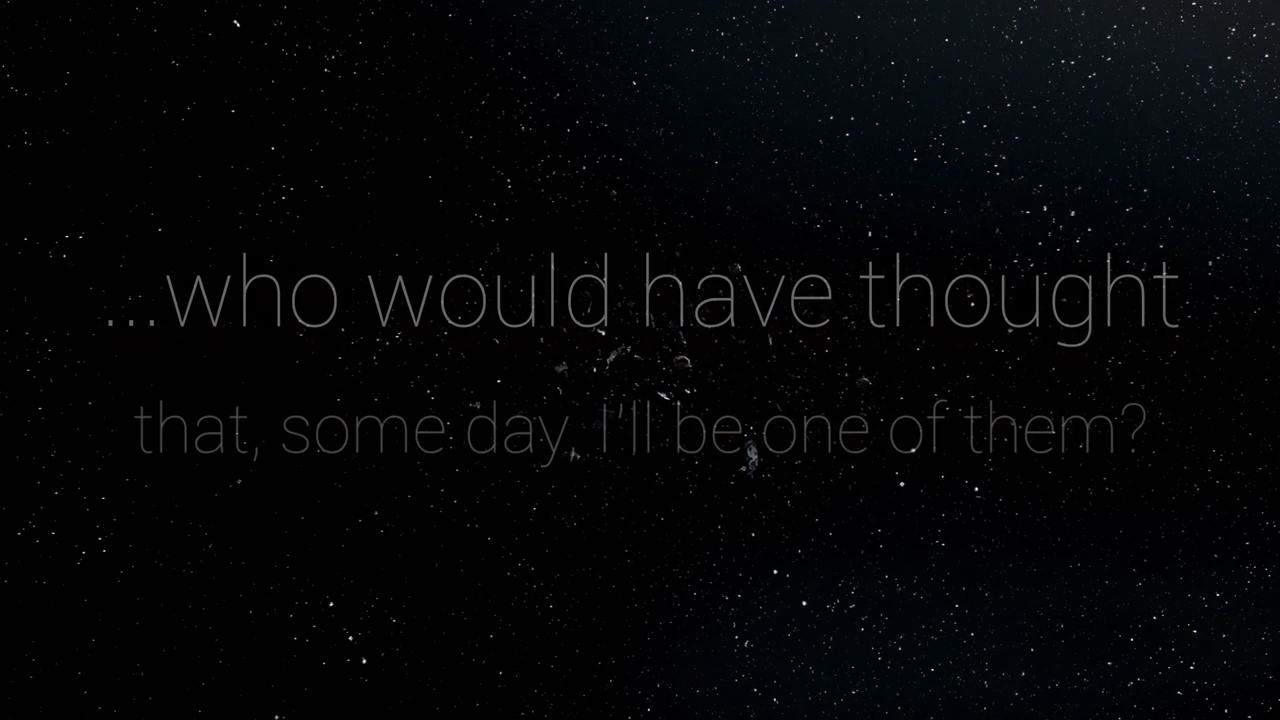 ...who would have thought
that, some day, I'll be one of them?